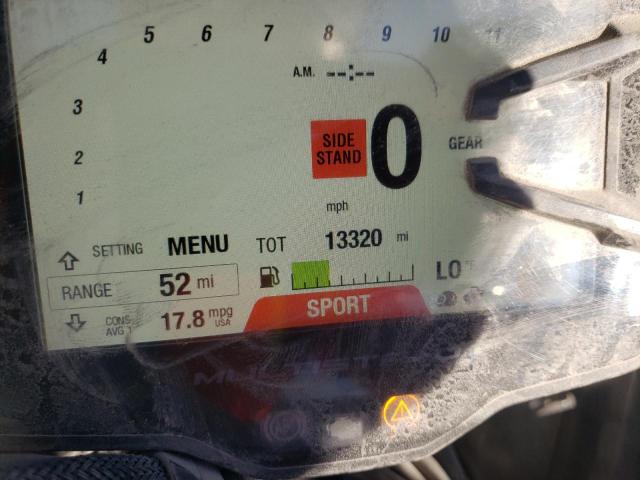 4 5 6 7 8 9 10 11
3
2
1
A.M. --:--
SIDE STAND
0
GEAR
mph
SETTING MENU TOT 13320 mi
RANGE 52 mi
CONS. AVG 1 17.8 mpg USA
SPORT